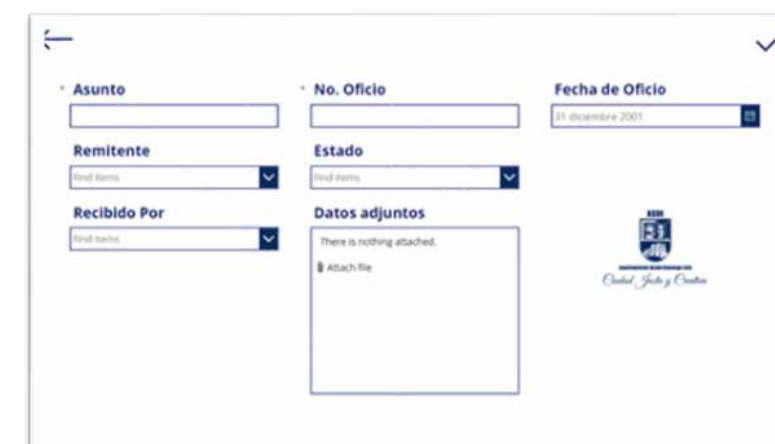 * Asunto
* No. Oficio
Fecha de Oficio
31 diciembre 2001
Remitente
Estado
Find items
Find items
Recibido Por
Datos adjuntos
Find items
There is nothing attached.
Attach file
ASDE
Ciudad Justa y Creativa